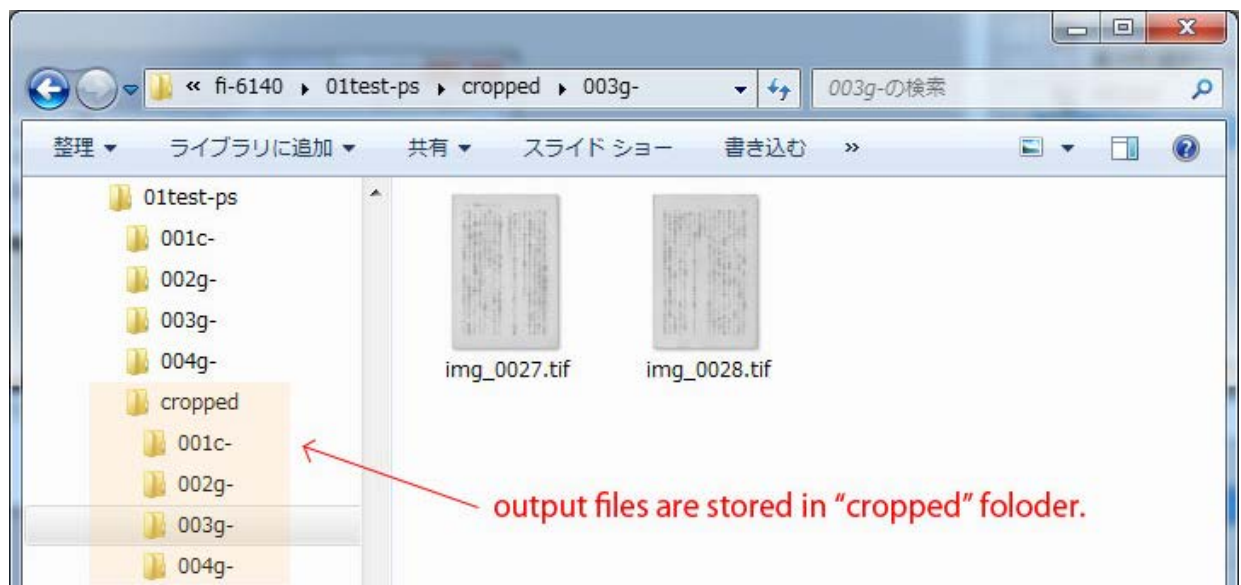 « fi-6140 ▸ 01test-ps ▸ cropped ▸ 003g-
003g-の検索
整理 ▼ ライブラリに追加 ▼ 共有 ▼ スライド ショー 書き込む »
01test-ps
001c-
002g-
003g-
004g-
cropped
001c-
002g-
003g-
004g-
img_0027.tif
img_0028.tif
output files are stored in “cropped” foloder.